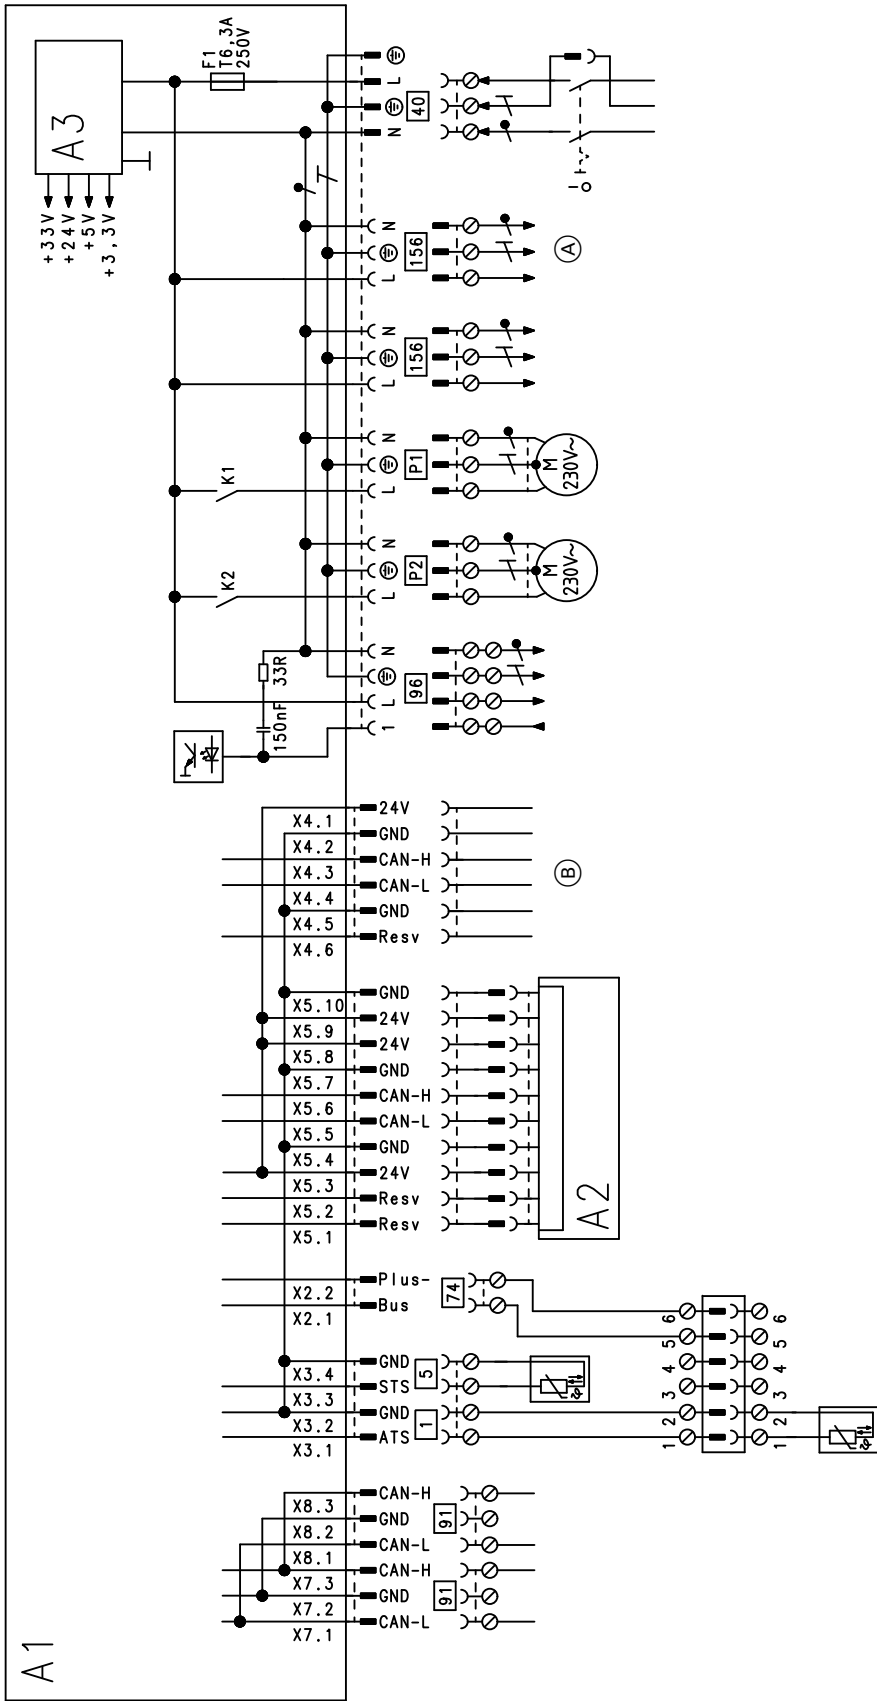 A3
F1
T6,3A
250V
+33V
+24V
+5V
+3,3V
L
40
N
N
156
L
A
N
156
L
K1
N
P1
L
M
230V~
K2
N
P2
L
M
230V~
33R
150nF
N
96
L
1
24V
X4.1
GND
X4.2
CAN-H
X4.3
CAN-L
X4.4
GND
X4.5
Resv
X4.6
B
GND
X5.10
24V
X5.9
24V
X5.8
GND
X5.7
CAN-H
X5.6
CAN-L
X5.5
GND
X5.4
24V
X5.3
Resv
X5.2
Resv
X5.1
A2
Plus-
X2.2
Bus
X2.1
74
GND
X3.4
STS
X3.3
5
GND
X3.2
ATS
X3.1
1
6 6
5 5
4 4
3 3
2 2
1 1
ϑ
ϑ
CAN-H
X8.3
GND
X8.2
CAN-L
X8.1
91
CAN-H
X7.3
GND
X7.2
CAN-L
X7.1
91
A1